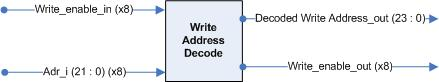 Write_enable_in (x8)
Adr_i (21 : 0) (x8)
Write
Address
Decode
Decoded Write Address_out (23 : 0)
Write_enable_out (x8)